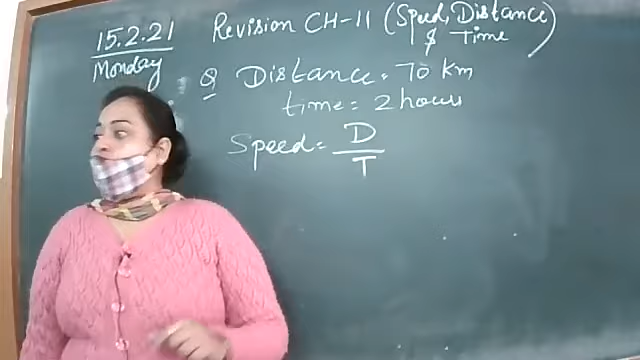 15.2.21
Monday
Revision CH-11 (Speed, Distance
& Time)
Q Distance = 70 km
time = 2 hours
Speed = D
T